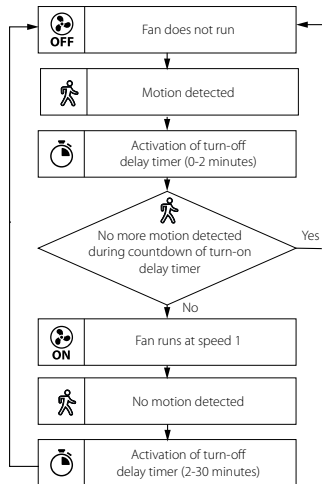 OFF
Fan does not run
Motion detected
Activation of turn-off
delay timer (0-2 minutes)
No more motion detected
during countdown of turn-on
delay timer
Yes
No
ON
Fan runs at speed 1
No motion detected
Activation of turn-off
delay timer (2-30 minutes)